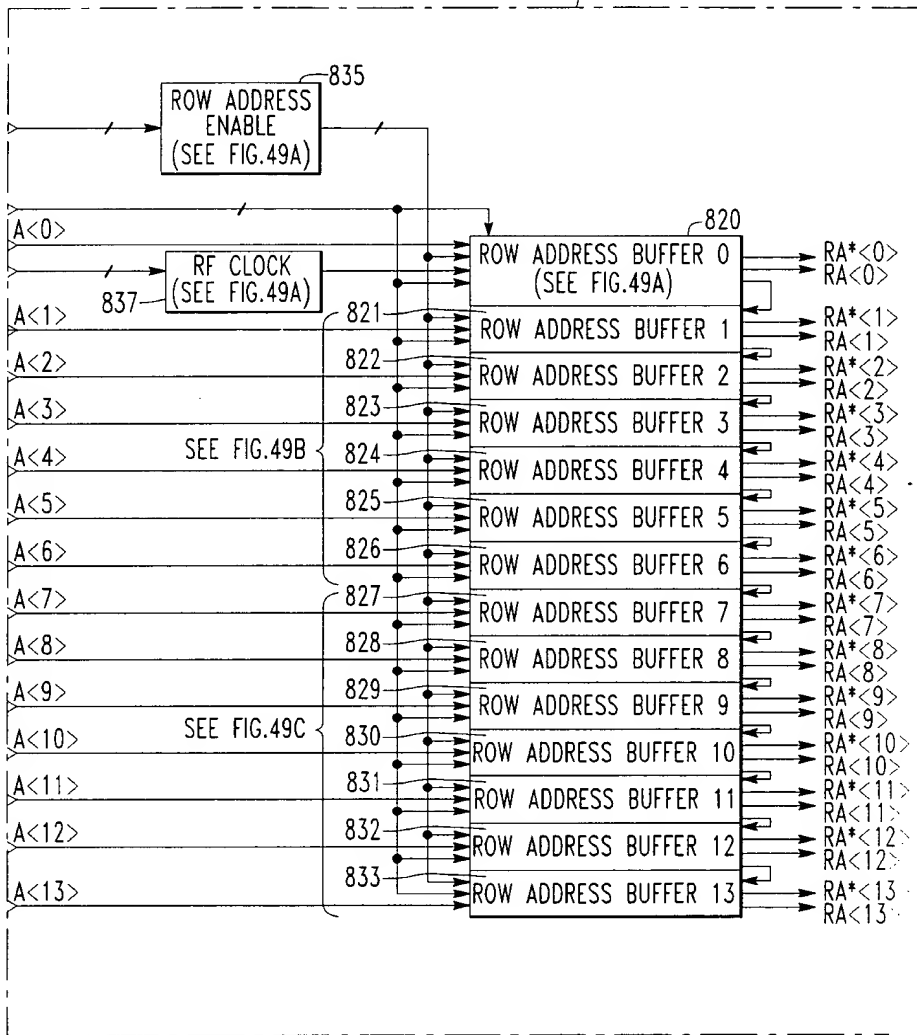 835
ROW ADDRESS
ENABLE
(SEE FIG.49A)
820
A<0>
ROW ADDRESS BUFFER 0
(SEE FIG.49A)
RA*<0>
RA<0>
RF CLOCK
(SEE FIG.49A)
837
A<1>
821
ROW ADDRESS BUFFER 1
RA*<1>
RA<1>
A<2>
822
ROW ADDRESS BUFFER 2
RA*<2>
RA<2>
A<3>
823
ROW ADDRESS BUFFER 3
RA*<3>
RA<3>
SEE FIG.49B
A<4>
824
ROW ADDRESS BUFFER 4
RA*<4>
RA<4>
A<5>
825
ROW ADDRESS BUFFER 5
RA*<5>
RA<5>
A<6>
826
ROW ADDRESS BUFFER 6
RA*<6>
RA<6>
A<7>
827
ROW ADDRESS BUFFER 7
RA*<7>
RA<7>
A<8>
828
ROW ADDRESS BUFFER 8
RA*<8>
RA<8>
A<9>
829
ROW ADDRESS BUFFER 9
RA*<9>
RA<9>
SEE FIG.49C
A<10>
830
ROW ADDRESS BUFFER 10
RA*<10>
RA<10>
A<11>
831
ROW ADDRESS BUFFER 11
RA*<11>
RA<11>
A<12>
832
ROW ADDRESS BUFFER 12
RA*<12>
RA<12>
A<13>
833
ROW ADDRESS BUFFER 13
RA*<13
RA<13